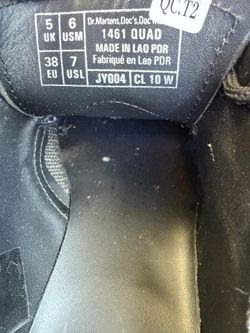 QC.T2
5 UK 6 USM
38 EU 7 USL
Dr.Martens,Doc's,Doc
1461 QUAD
MADE IN LAO PDR
Fabriqué en Lao PDR
JY004 CL 10 W